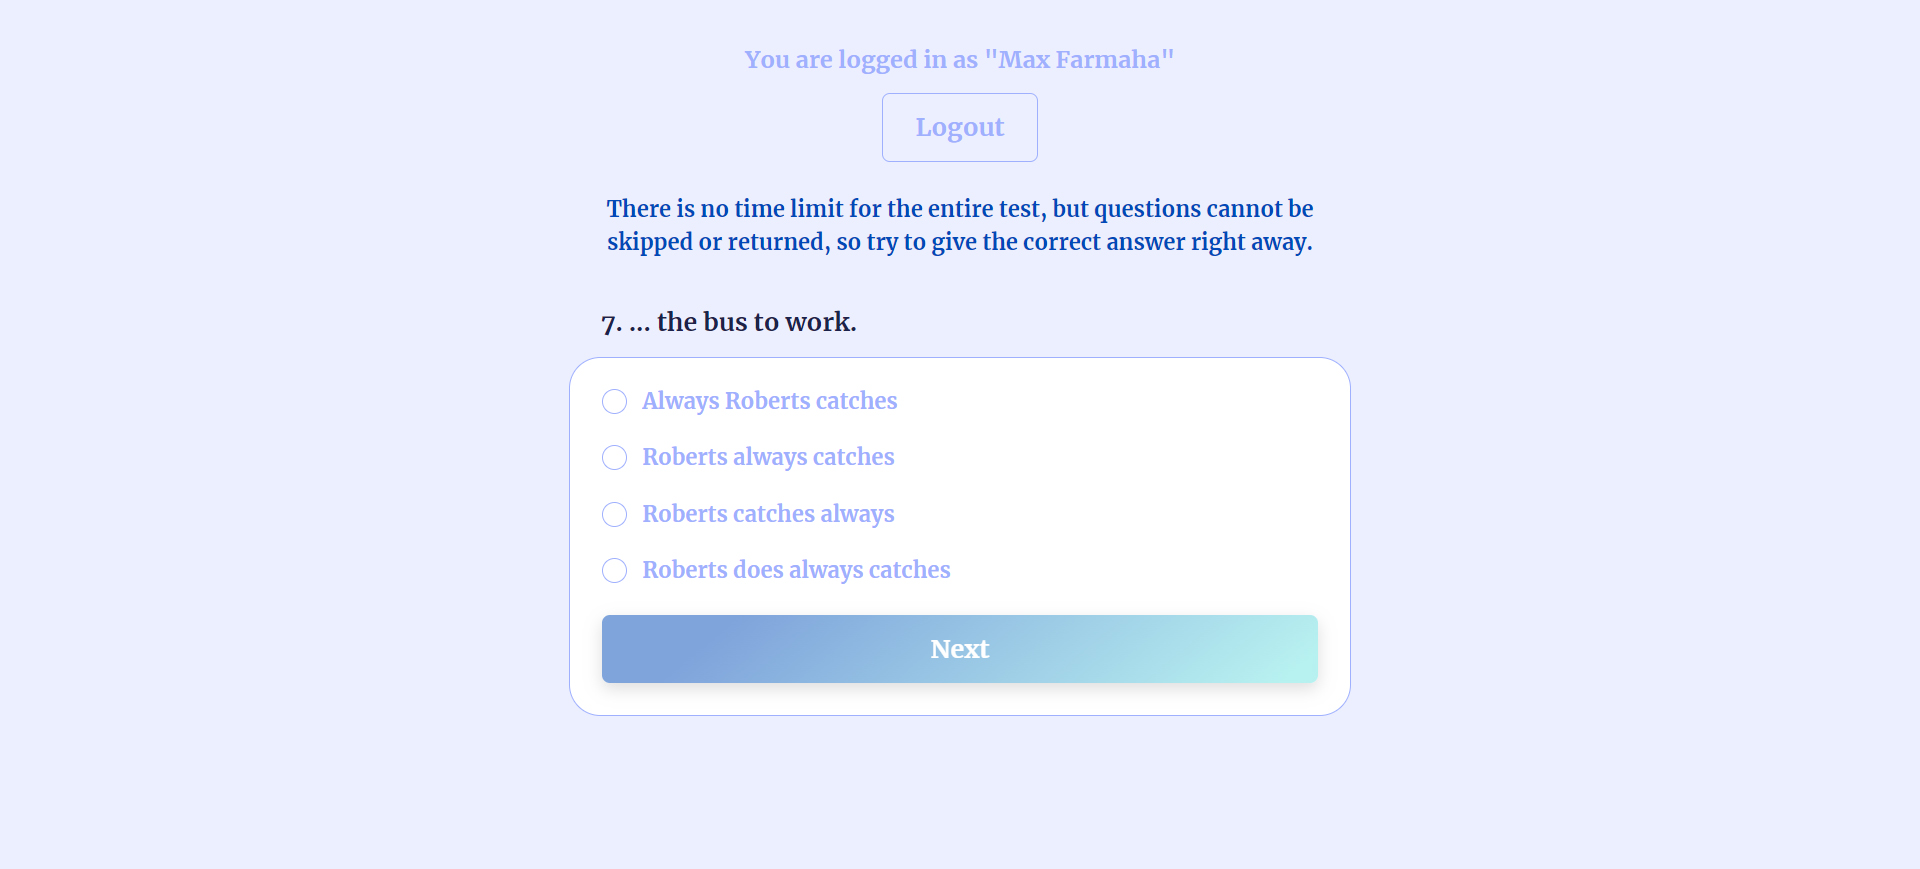 You are logged in as "Max Farmaha"
Logout
There is no time limit for the entire test, but questions cannot be
skipped or returned, so try to give the correct answer right away.
7. ... the bus to work.
Always Roberts catches
Roberts always catches
Roberts catches always
Roberts does always catches
Next